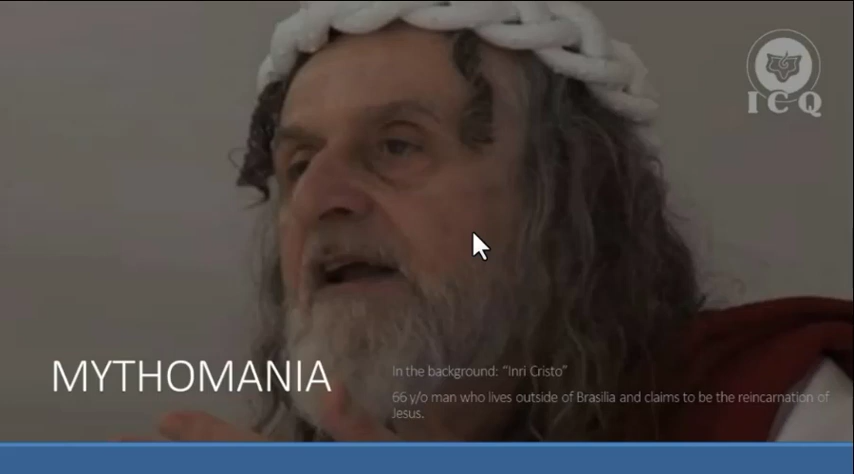 ICQ
MYTHOMANIA
In the background: “Inri Cristo”
66 y/o man who lives outside of Brasilia and claims to be the reincarnation of
Jesus.